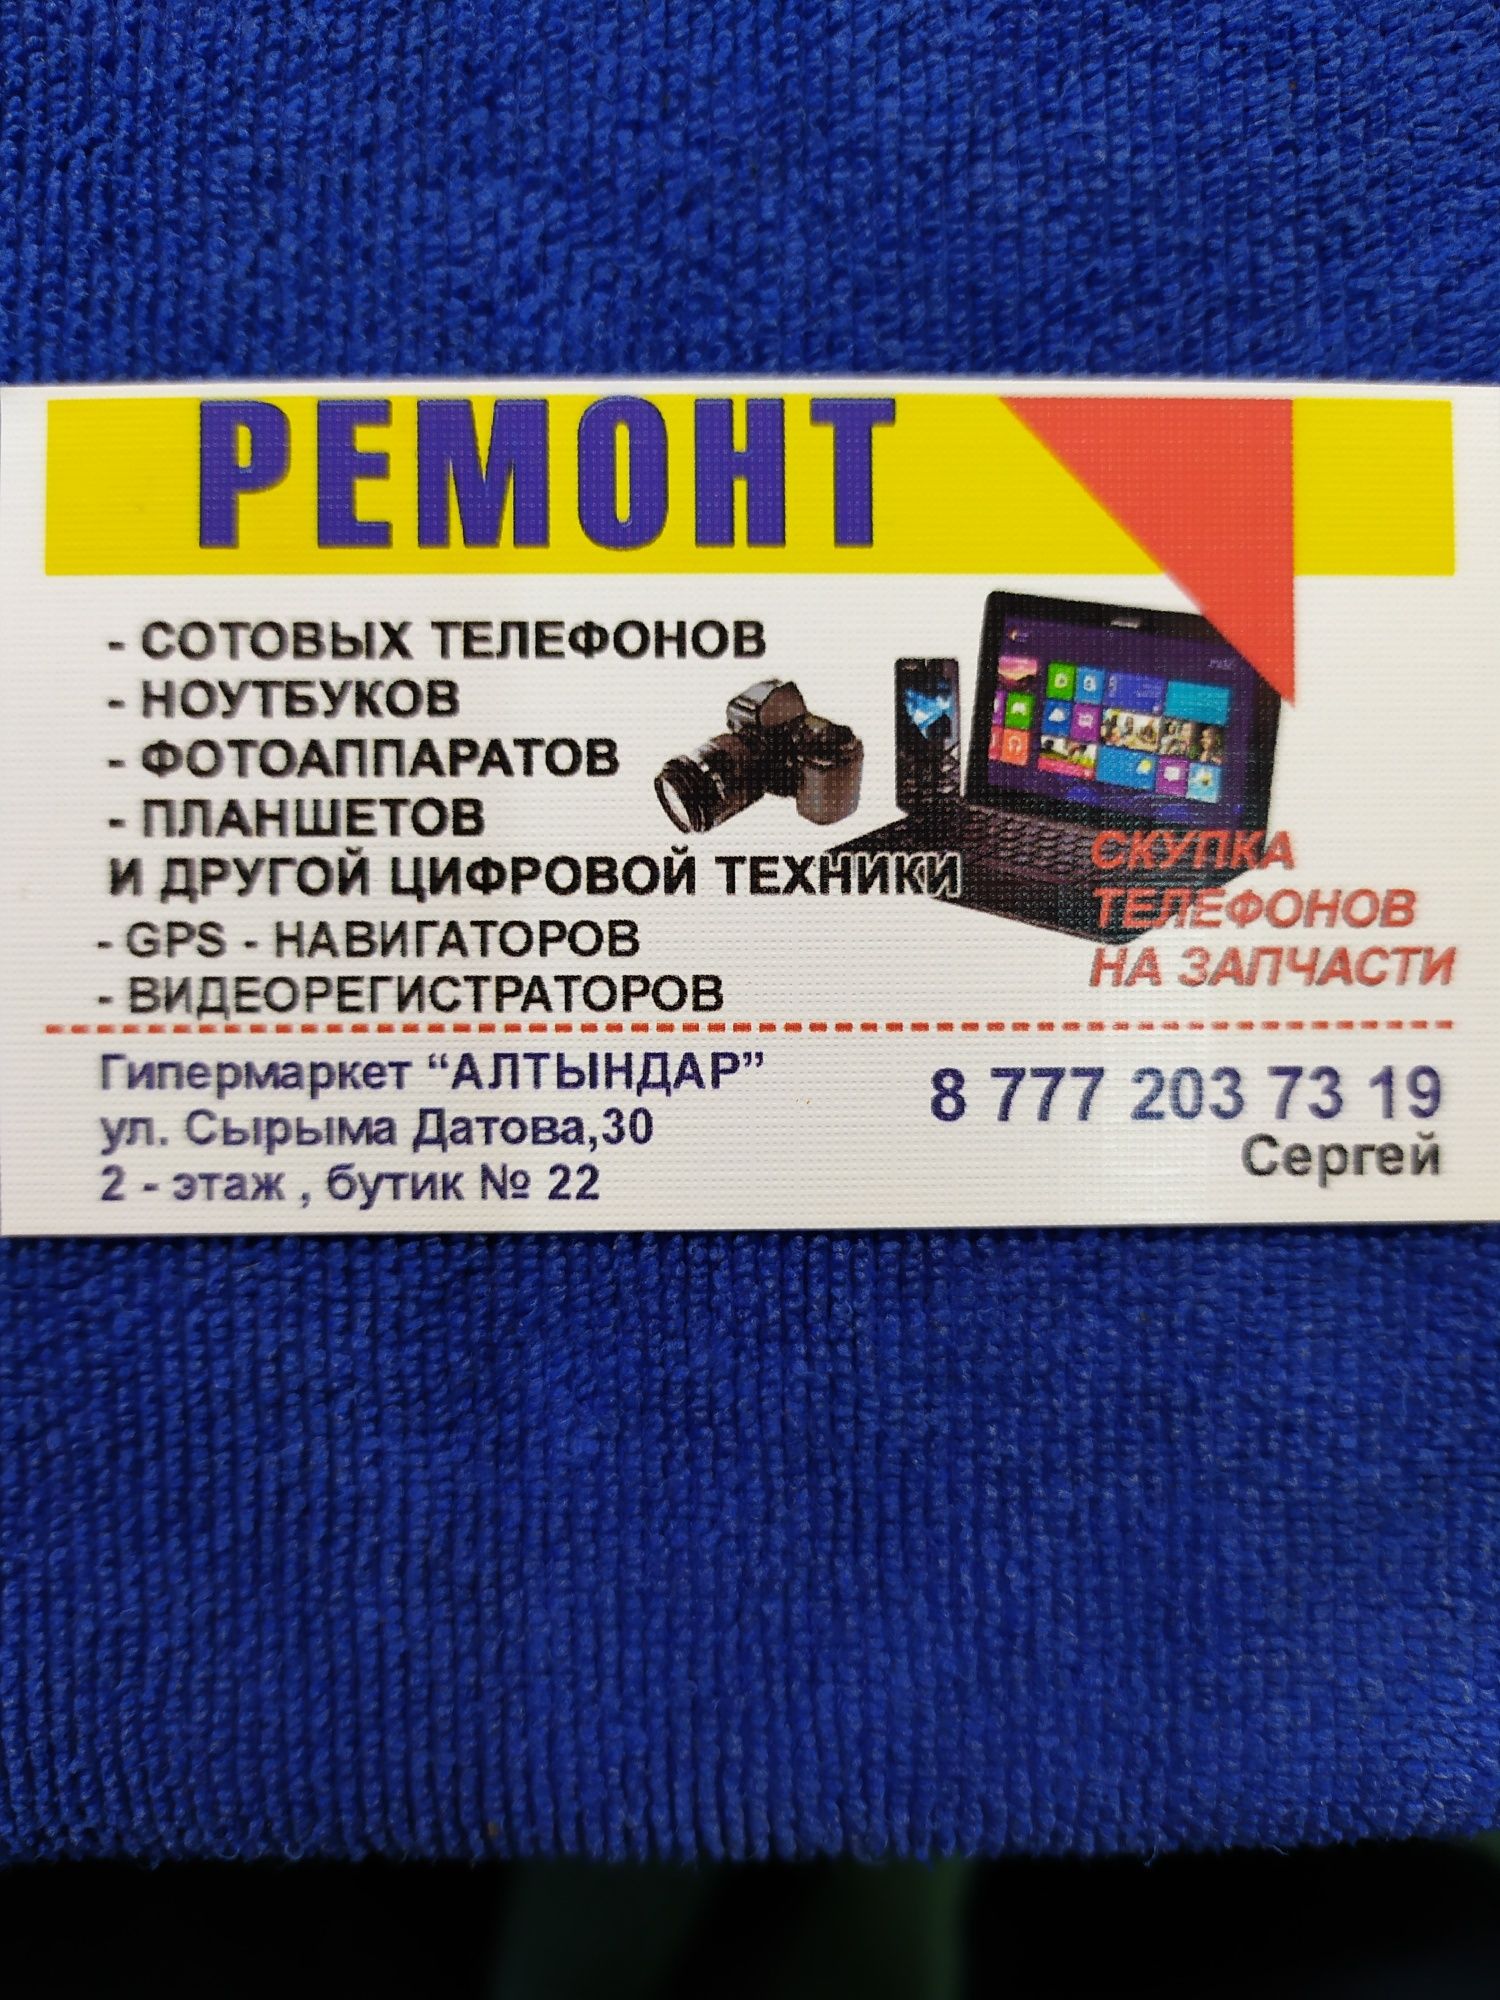 РЕМОНТ
- СОТОВЫХ ТЕЛЕФОНОВ
- НОУТБУКОВ
- ФОТОАППАРАТОВ
- ПЛАНШЕТОВ
И ДРУГОЙ ЦИФРОВОЙ ТЕХНИКИ
- GPS - НАВИГАТОРОВ
- ВИДЕОРЕГИСТРАТОРОВ
СКУПКА
ТЕЛЕФОНОВ
НА ЗАПЧАСТИ
Гипермаркет “АЛТЫНДАР”
ул. Сырыма Датова,30
2 - этаж , бутик № 22
8 777 203 73 19
Сергей